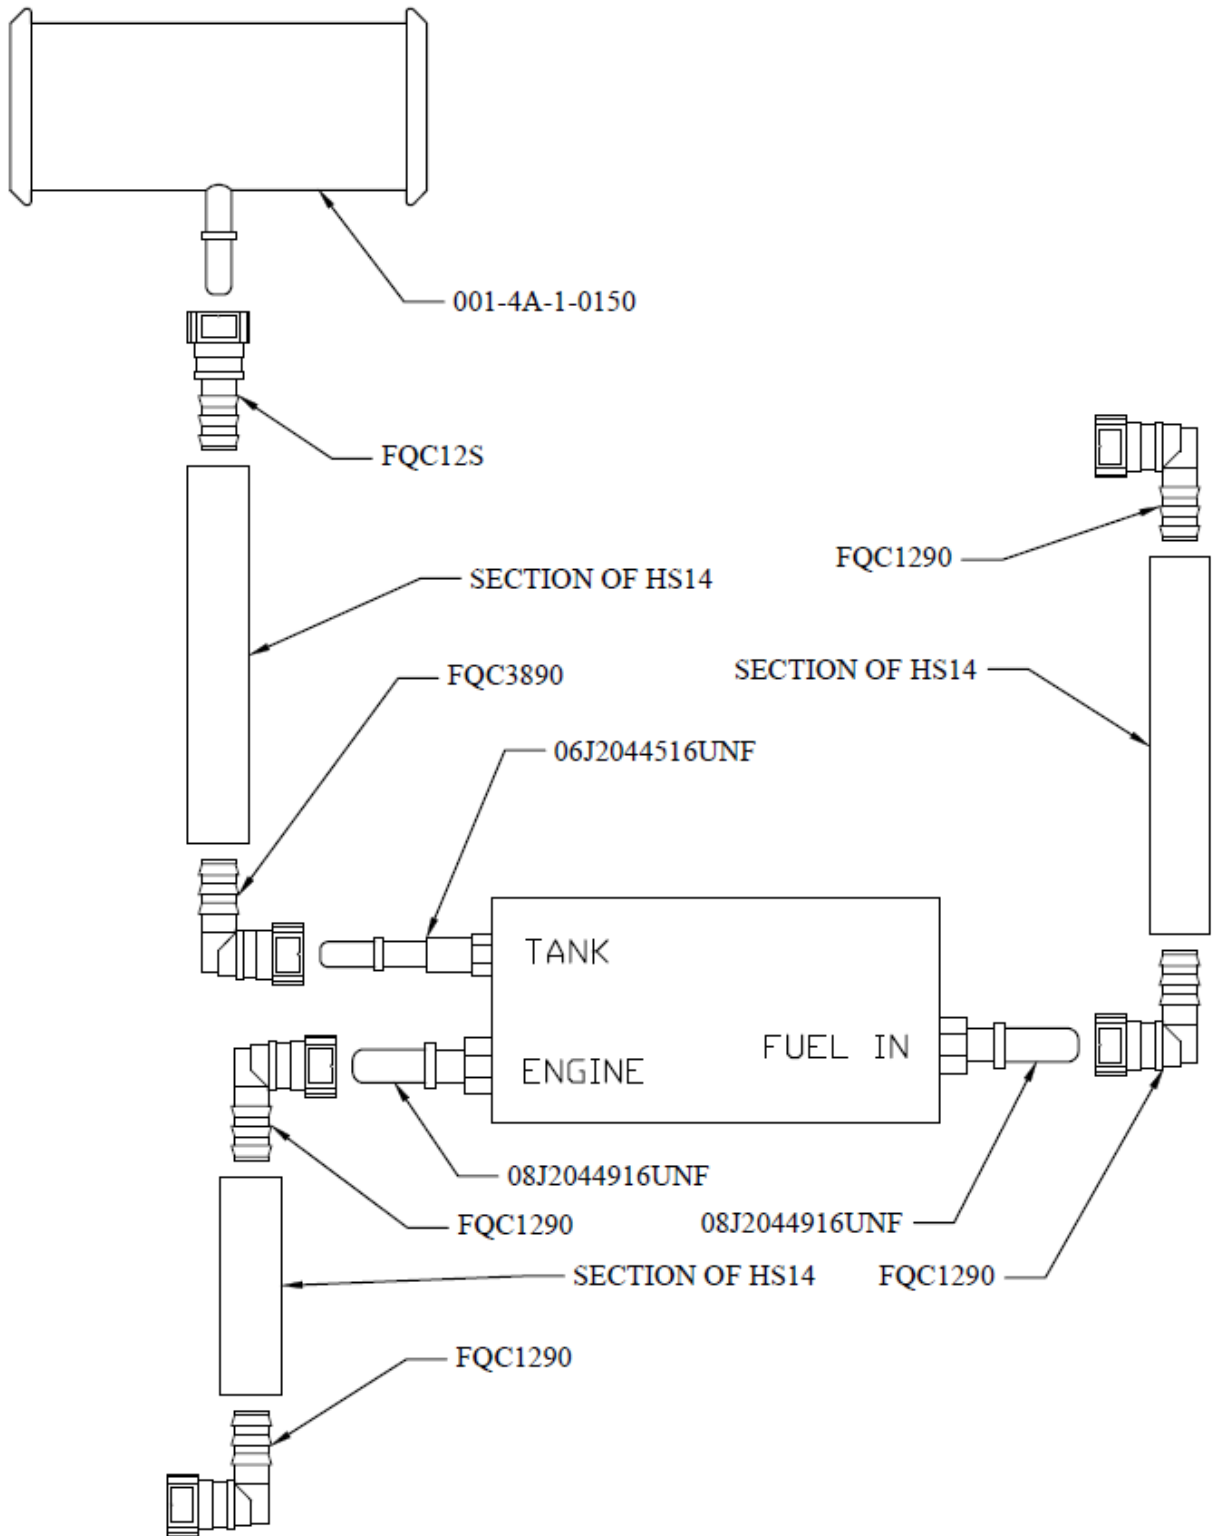 001-4A-1-0150
FQC12S
FQC1290
SECTION OF HS14
SECTION OF HS14
FQC3890
06J2044516UNF
TANK
FUEL IN
ENGINE
08J2044916UNF
08J2044916UNF
FQC1290
SECTION OF HS14
FQC1290
FQC1290